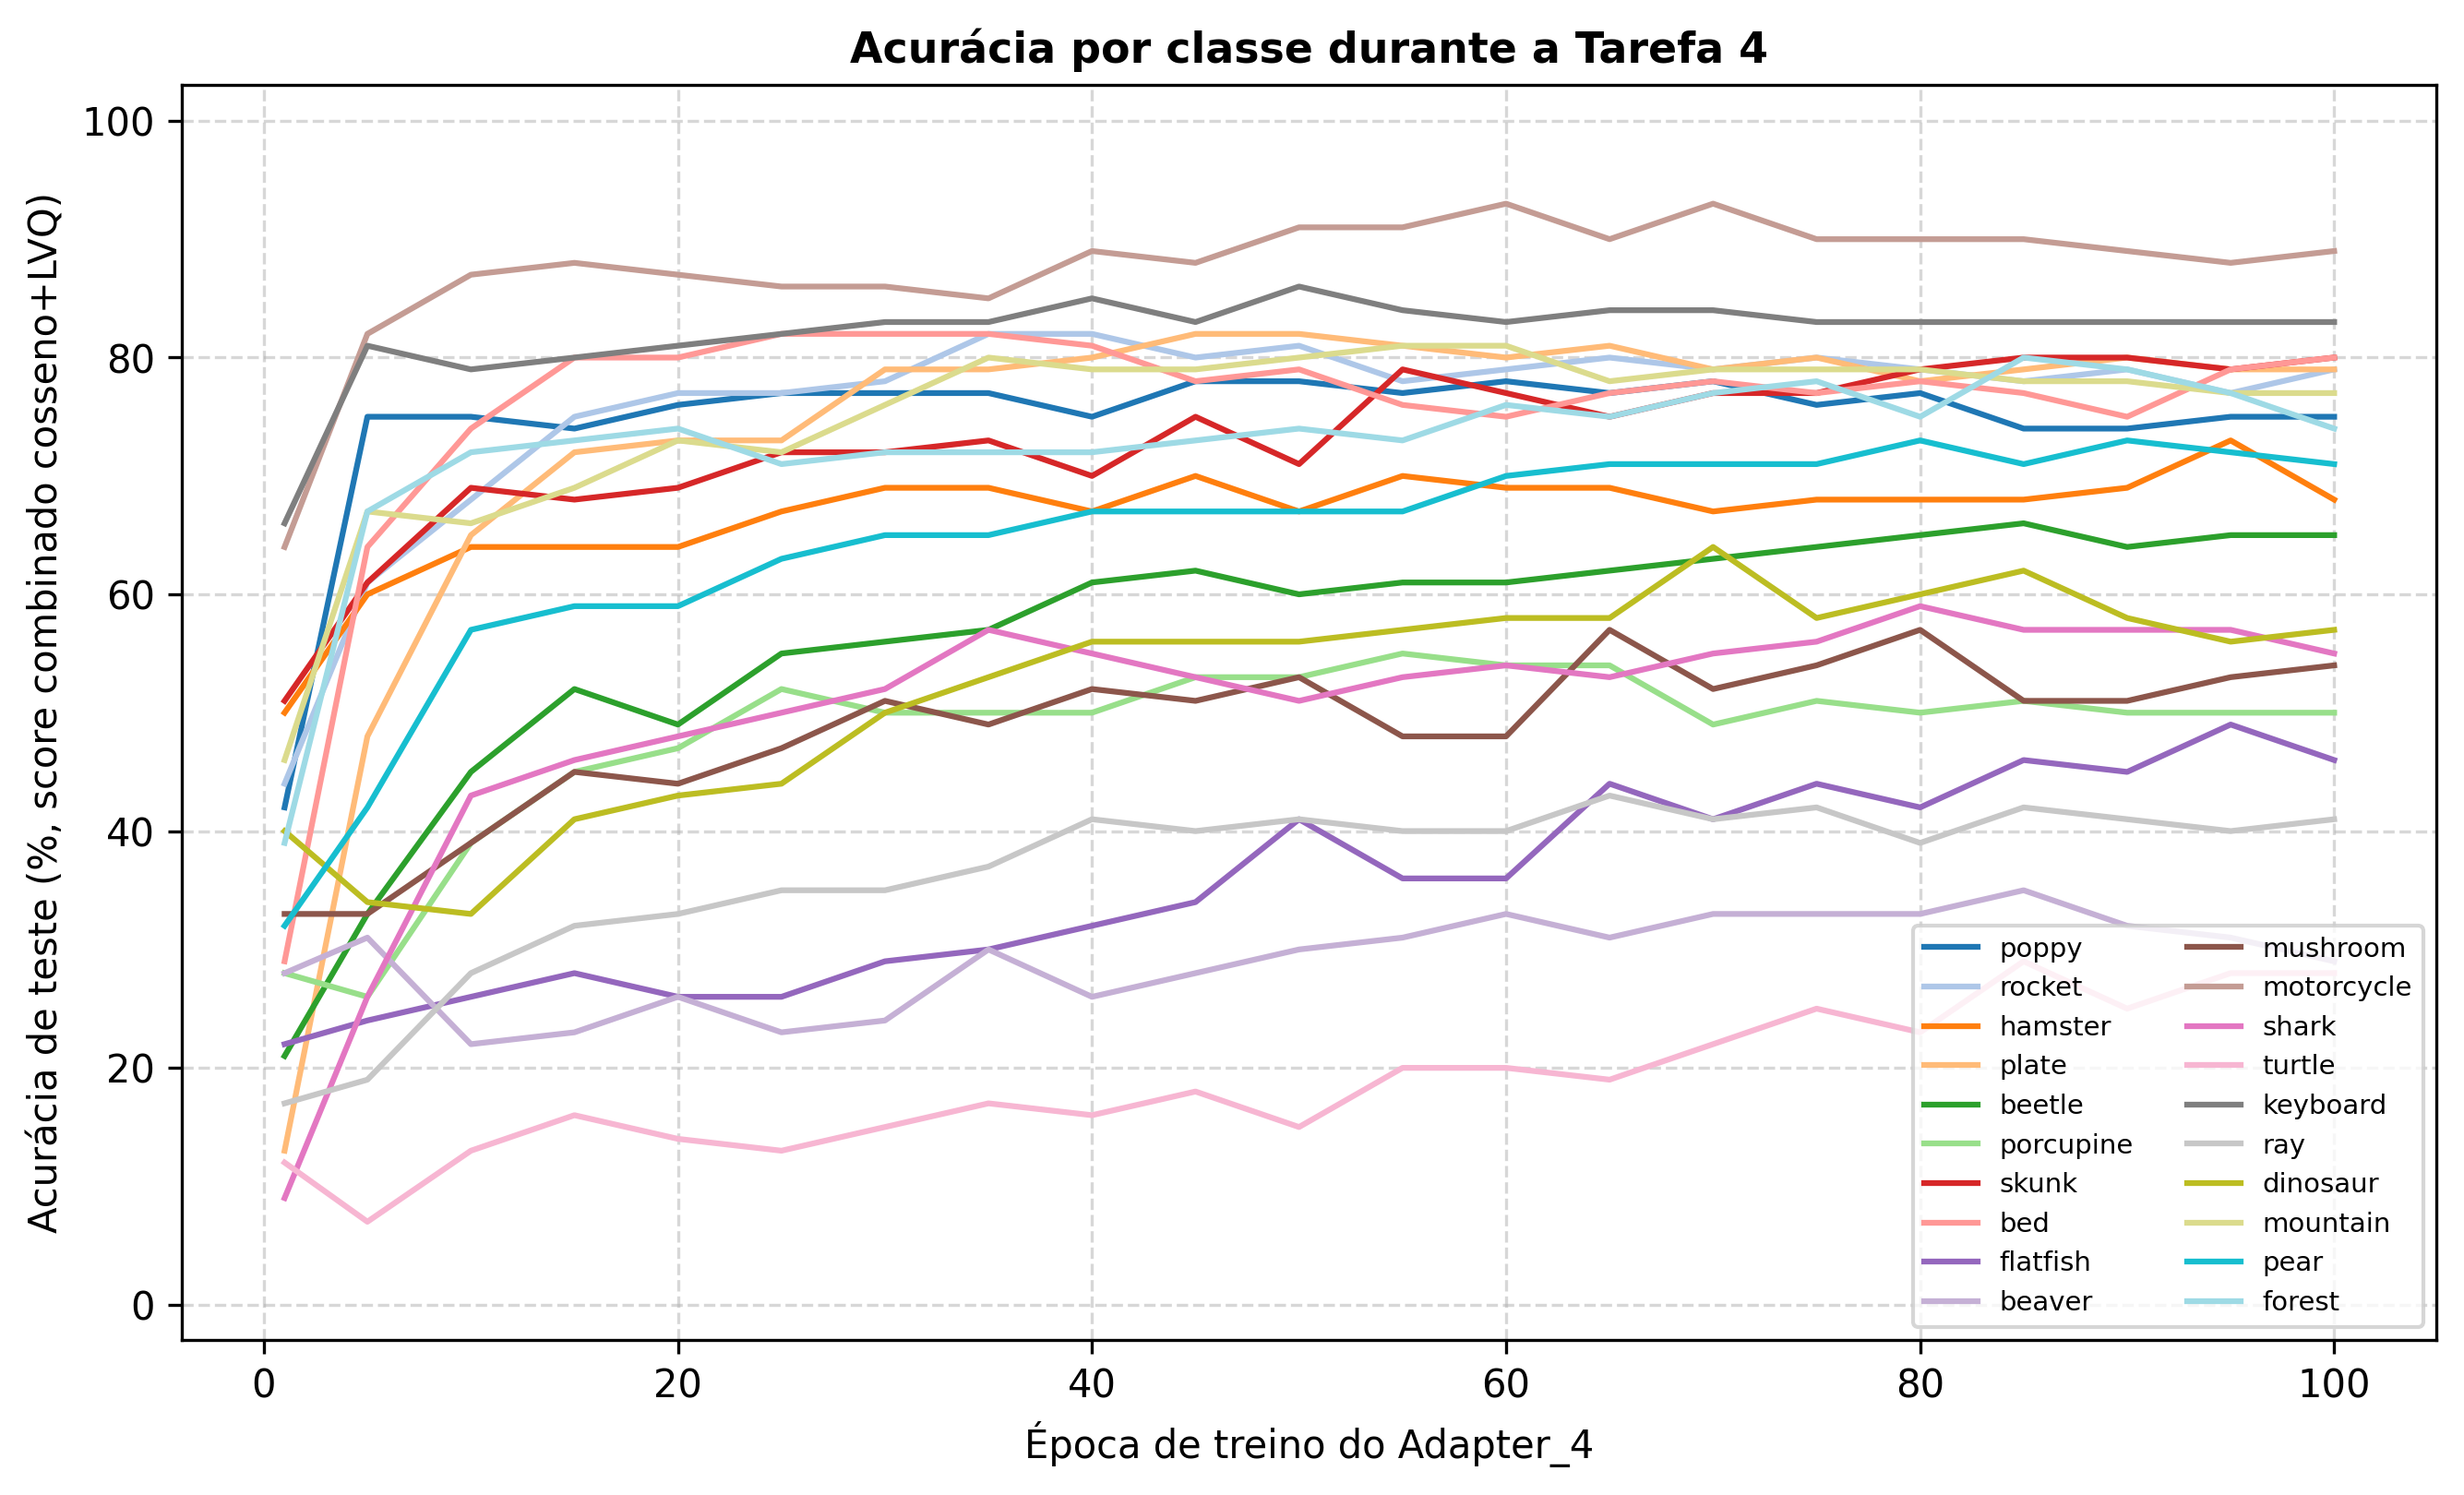 Acurácia por classe durante a Tarefa 4
Acurácia de teste (%, score combinado cosseno+LVQ)
100
80
60
40
20
0
0 20 40 60 80 100
Época de treino do Adapter_4
poppy
rocket
hamster
plate
beetle
porcupine
skunk
bed
flatfish
beaver
mushroom
motorcycle
shark
turtle
keyboard
ray
dinosaur
mountain
pear
forest